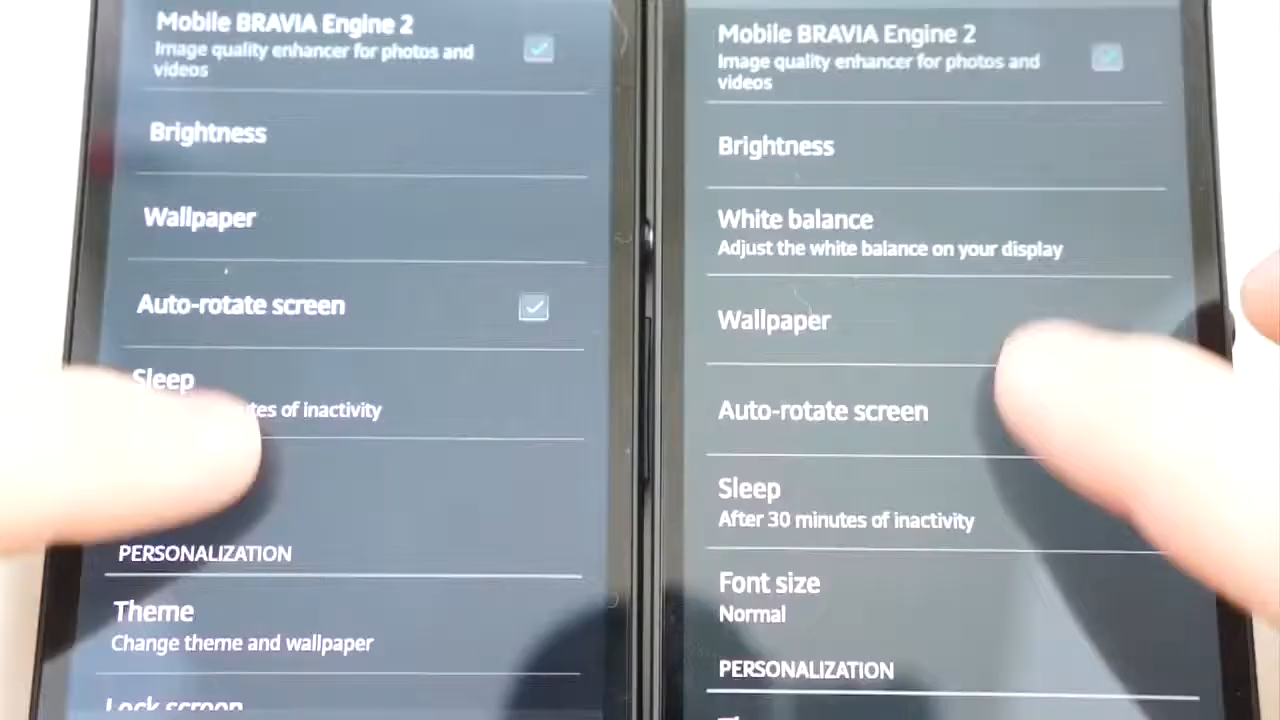 Mobile BRAVIA Engine 2
Image quality enhancer for photos and
videos
Brightness
Wallpaper
Auto-rotate screen
Sleep
of inactivity
PERSONALIZATION
Theme
Change theme and wallpaper
Lock screen
Mobile BRAVIA Engine 2
Image quality enhancer for photos and
videos
Brightness
White balance
Adjust the white balance on your display
Wallpaper
Auto-rotate screen
Sleep
After 30 minutes of inactivity
Font size
Normal
PERSONALIZATION